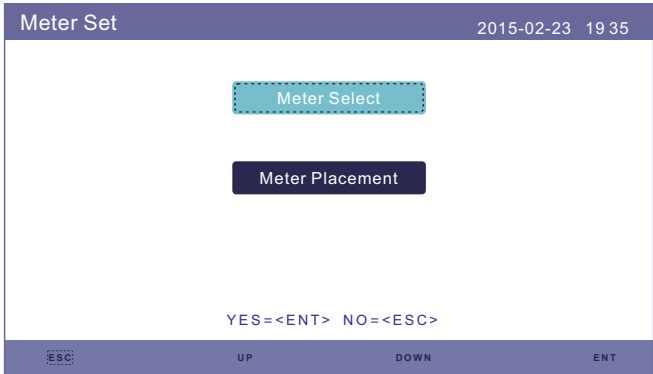 Meter Set 2015-02-23 19 35
Meter Select
Meter Placement
YES=<ENT> NO=<ESC>
ESC UP DOWN ENT